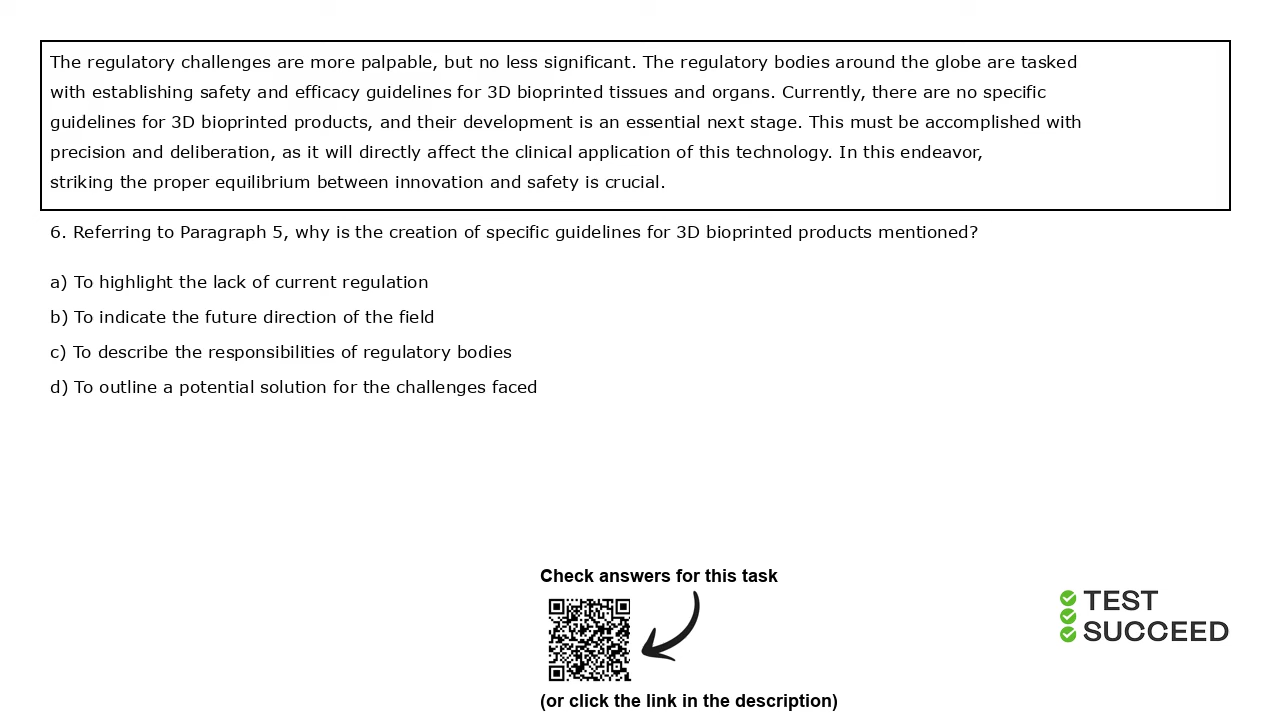 The regulatory challenges are more palpable, but no less significant. The regulatory bodies around the globe are tasked
with establishing safety and efficacy guidelines for 3D bioprinted tissues and organs. Currently, there are no specific
guidelines for 3D bioprinted products, and their development is an essential next stage. This must be accomplished with
precision and deliberation, as it will directly affect the clinical application of this technology. In this endeavor,
striking the proper equilibrium between innovation and safety is crucial.
6. Referring to Paragraph 5, why is the creation of specific guidelines for 3D bioprinted products mentioned?
a) To highlight the lack of current regulation
b) To indicate the future direction of the field
c) To describe the responsibilities of regulatory bodies
d) To outline a potential solution for the challenges faced
Check answers for this task
(or click the link in the description)
TEST
SUCCEED